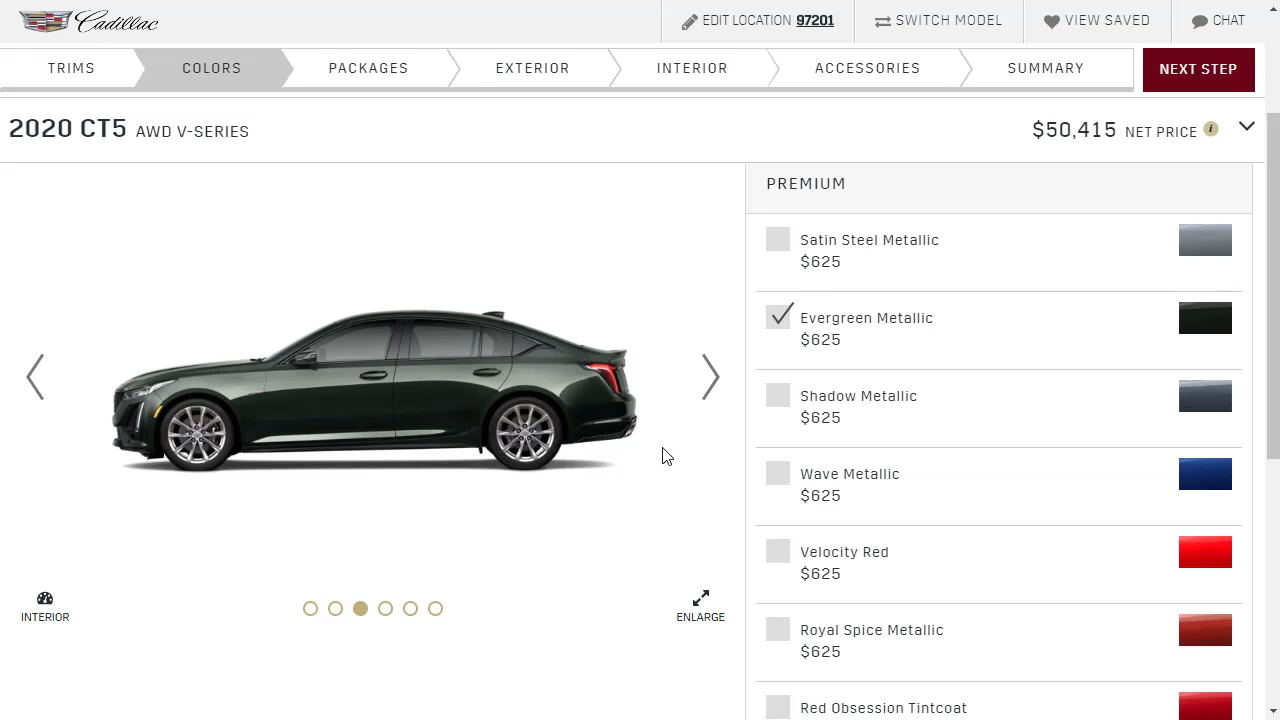 Cadillac
EDIT LOCATION 97201
SWITCH MODEL
VIEW SAVED
CHAT
TRIMS
COLORS
PACKAGES
EXTERIOR
INTERIOR
ACCESSORIES
SUMMARY
NEXT STEP
2020 CT5 AWD V-SERIES
$50,415 NET PRICE i
PREMIUM
Satin Steel Metallic
$625
Evergreen Metallic
$625
Shadow Metallic
$625
Wave Metallic
$625
Velocity Red
$625
Royal Spice Metallic
$625
Red Obsession Tintcoat
INTERIOR
ENLARGE